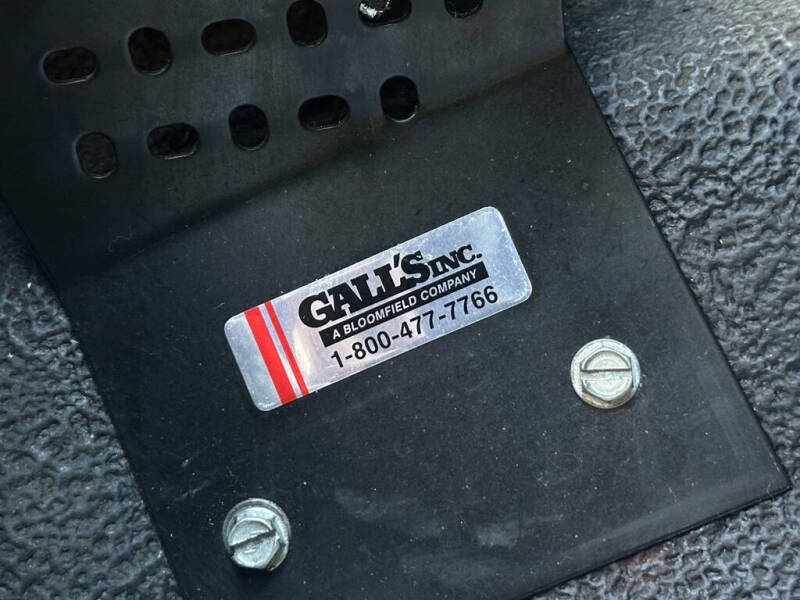 GALL'S INC.
A BLOOMFIELD COMPANY
1-800-477-7766